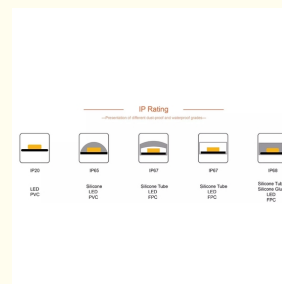 IP Rating
IP20
IP65
IP67
IP67
IP68
LED
PVC
Silicone
LED
PVC
Silicone Tube
LED
FPC
Silicone Tube
LED
FPC
Silicone
LED
FPC